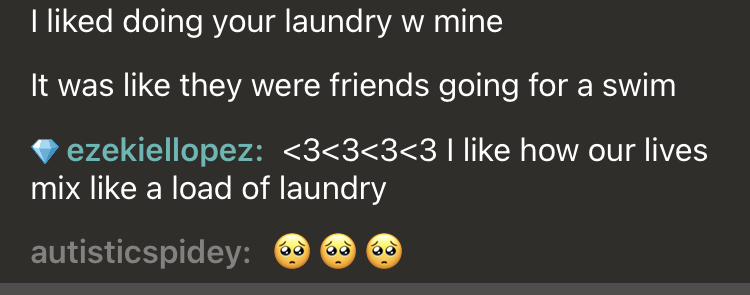 I liked doing your laundry w mine
It was like they were friends going for a swim
💎 ezekiellopez: <3<3<3<3 I like how our lives
mix like a load of laundry
autisticspidey: 🥺 🥺 🥺